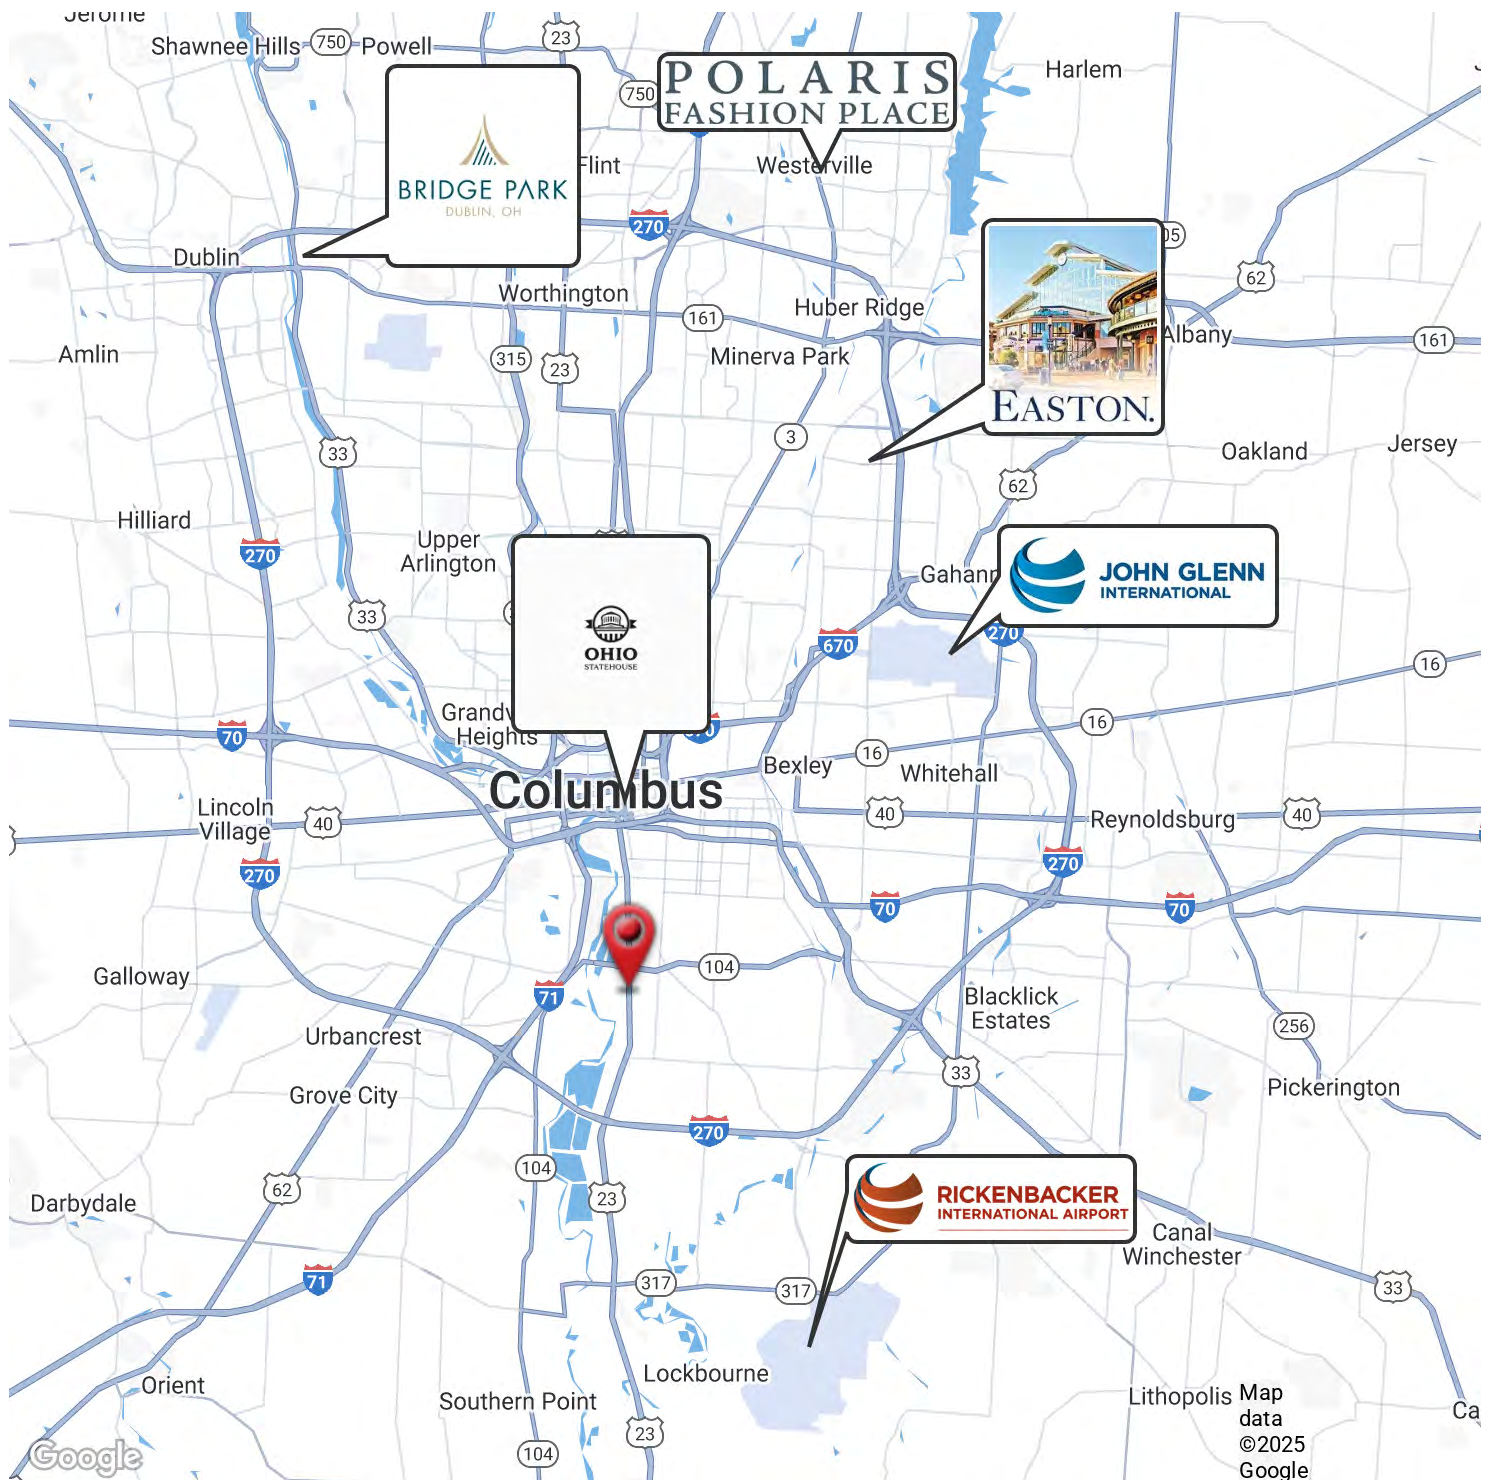 Jerome
Shawnee Hills
750
Powell
23
750
POLARIS
FASHION PLACE
Harlem
BRIDGE PARK
DUBLIN, OH
Flint
Westerville
270
Dublin
62
Worthington
161
Huber Ridge
Albany
161
Amlin
315
23
Minerva Park
EASTON.
33
3
Oakland
Jersey
62
Hilliard
270
Upper
Arlington
33
Gahann
JOHN GLENN
INTERNATIONAL
OHIO
STATEHOUSE
670
270
16
70
Heights
16
16
Bexley
Whitehall
Columbus
Lincoln
Village
40
40
Reynoldsburg
40
270
270
70
70
Galloway
71
104
Blacklick
Estates
256
Urbancrest
Grove City
33
Pickerington
270
104
62
23
Darbydale
RICKENBACKER
INTERNATIONAL AIRPORT
Canal
Winchester
71
317
317
33
Orient
Lockbourne
Southern Point
Lithopolis
Map
data
©2025
Google
Ca
23
104
Google